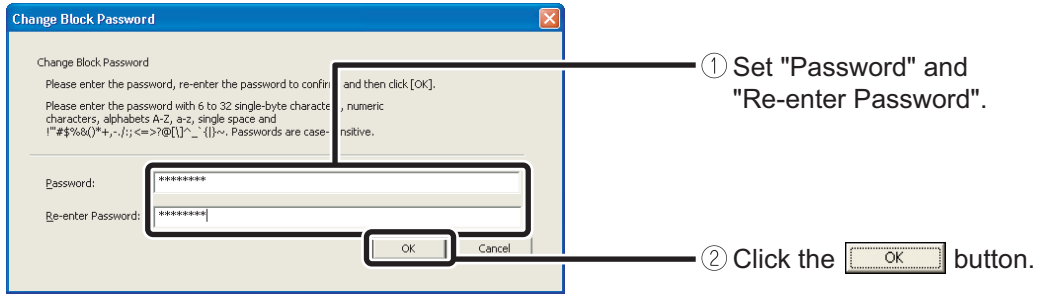 Change Block Password
Change Block Password
Please enter the password, re-enter the password to confir and then click [OK].
Please enter the password with 6 to 32 single-byte character , numeric
characters, alphabets A-Z, a-z, single space and
!"'#$%&()*+,-./:;<=>?@[\]^_`{|}~. Passwords are case- nsitive.
Password: ********
Re-enter Password: ********
OK Cancel
① Set "Password" and
"Re-enter Password".
② Click the OK button.